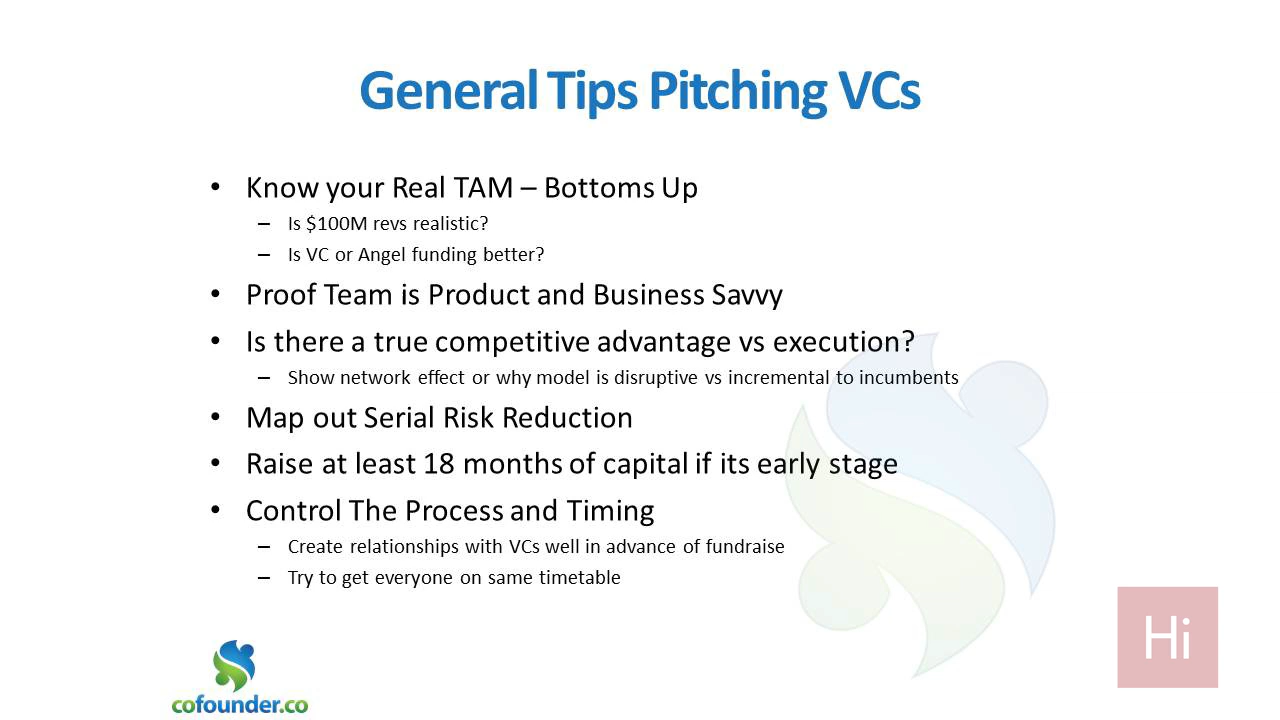 General Tips Pitching VCs
• Know your Real TAM – Bottoms Up
– Is $100M revs realistic?
– Is VC or Angel funding better?
• Proof Team is Product and Business Savvy
• Is there a true competitive advantage vs execution?
– Show network effect or why model is disruptive vs incremental to incumbents
• Map out Serial Risk Reduction
• Raise at least 18 months of capital if its early stage
• Control The Process and Timing
– Create relationships with VCs well in advance of fundraise
– Try to get everyone on same timetable
Hi
cofounder.co